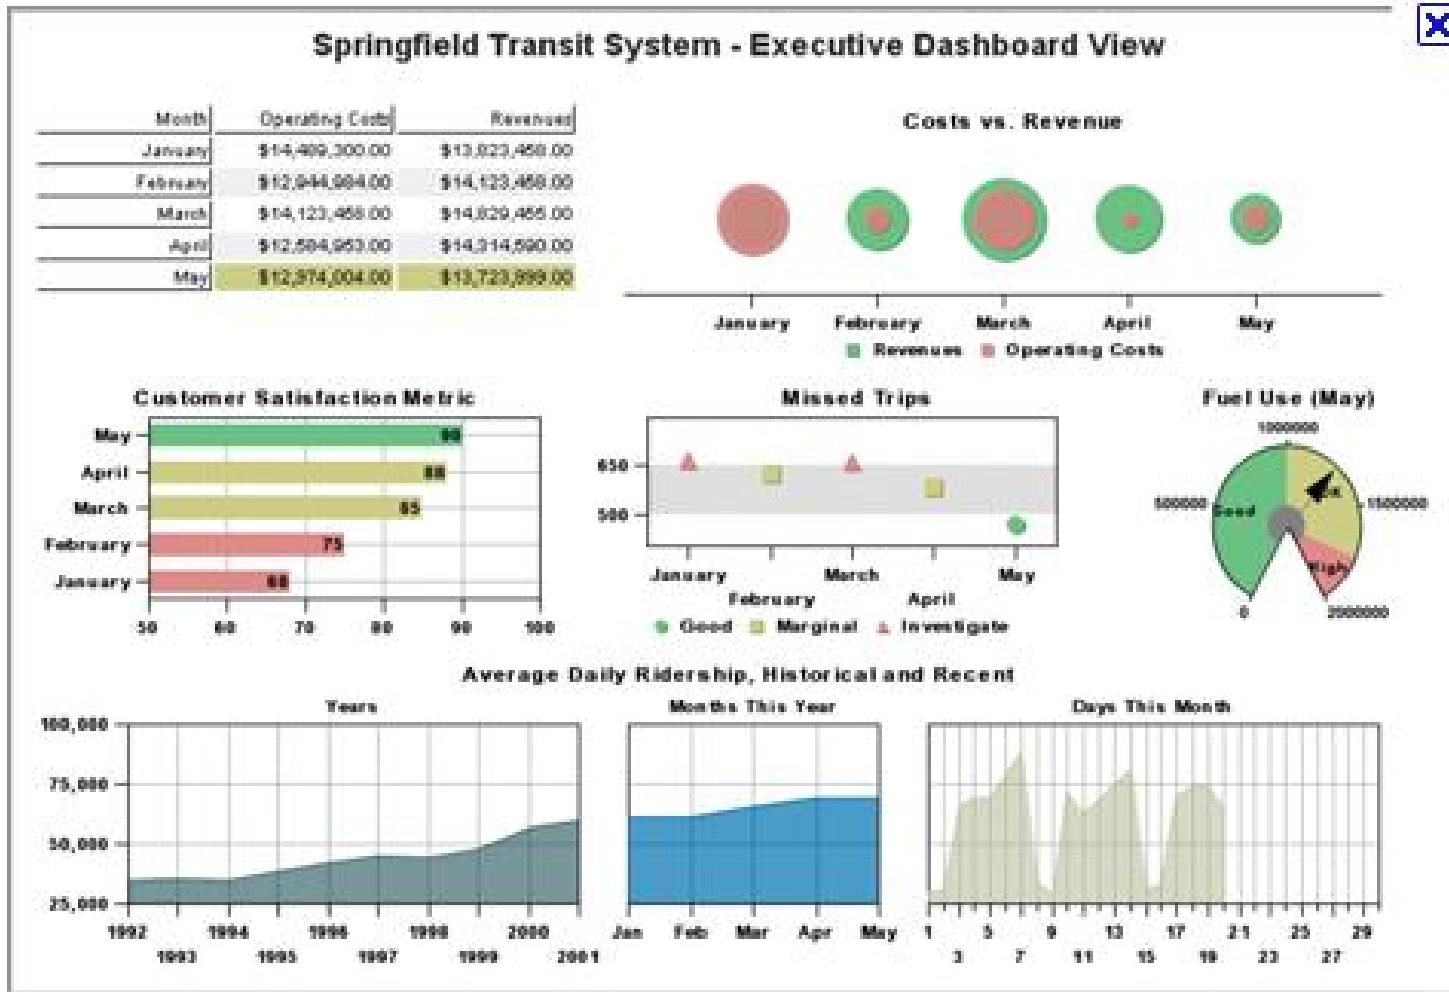 Springfield Transit System - Executive Dashboard View
Month Operating Costs Revenues
January $14,489,300.00 $13,823,458.00
February $12,944,984.00 $14,123,458.00
March $14,123,458.00 $14,829,455.00
April $12,584,953.00 $14,314,590.00
May $12,974,004.00 $13,723,999.00
Costs vs. Revenue
January February March April May
Revenues Operating Costs
Customer Satisfaction Metric
May 90
April 88
March 85
February 75
January 68
50 60 70 80 90 100
Missed Trips
650
500
January March May
February April
Good Marginal Investigate
Fuel Use (May)
1000000
500000 Good OK 1500000
High
0 2000000
Average Daily Ridership, Historical and Recent
Years Months This Year Days This Month
100,000
75,000
50,000
25,000
1992 1994 1996 1998 2000 Jan Feb Mar Apr May 1 5 9 13 17 21 25 29
1993 1995 1997 1999 2001 3 7 11 15 19 23 27